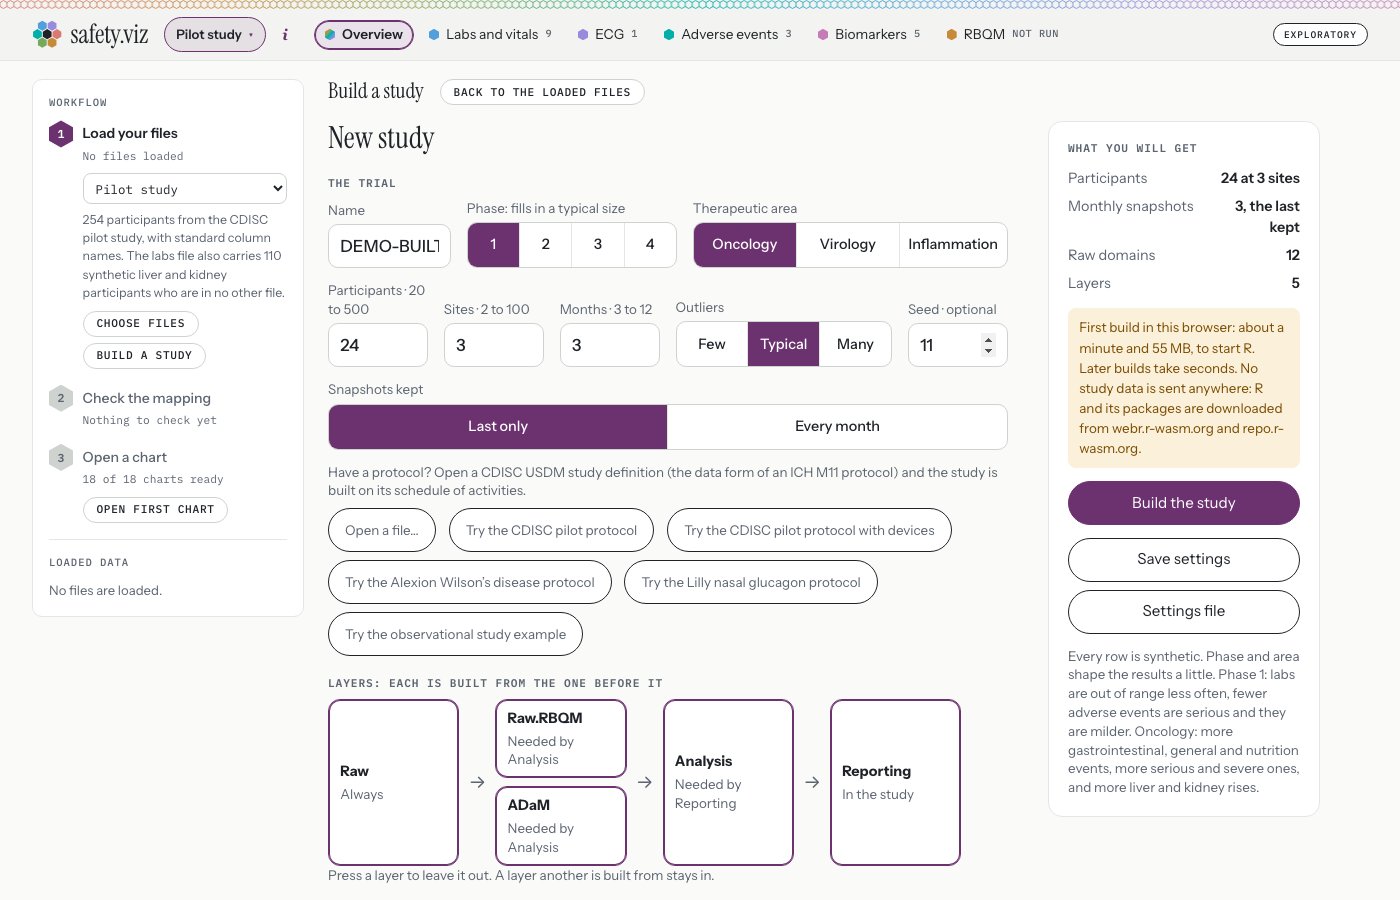 safety.viz
Pilot study
i
Overview
Labs and vitals 9
ECG 1
Adverse events 3
Biomarkers 5
RBQM NOT RUN
EXPLORATORY
WORKFLOW
1 Load your files
No files loaded
Pilot study
254 participants from the CDISC
pilot study, with standard column
names. The labs file also carries 110
synthetic liver and kidney
participants who are in no other file.
CHOOSE FILES
BUILD A STUDY
2 Check the mapping
Nothing to check yet
3 Open a chart
18 of 18 charts ready
OPEN FIRST CHART
LOADED DATA
No files are loaded.
Build a study
BACK TO THE LOADED FILES
New study
THE TRIAL
Name
DEMO-BUILT
Phase: fills in a typical size
1 2 3 4
Therapeutic area
Oncology Virology Inflammation
Participants · 20
to 500
24
Sites · 2 to 100
3
Months · 3 to 12
3
Outliers
Few Typical Many
Seed · optional
11
Snapshots kept
Last only Every month
Have a protocol? Open a CDISC USDM study definition (the data form of an ICH M11 protocol) and the study is
built on its schedule of activities.
Open a file...
Try the CDISC pilot protocol
Try the CDISC pilot protocol with devices
Try the Alexion Wilson's disease protocol
Try the Lilly nasal glucagon protocol
Try the observational study example
LAYERS: EACH IS BUILT FROM THE ONE BEFORE IT
Raw
Always
→
Raw.RBQM
Needed by
Analysis
ADaM
Needed by
Analysis
→
Analysis
Needed by
Reporting
→
Reporting
In the study
Press a layer to leave it out. A layer another is built from stays in.
WHAT YOU WILL GET
Participants 24 at 3 sites
Monthly snapshots 3, the last
kept
Raw domains 12
Layers 5
First build in this browser: about a
minute and 55 MB, to start R.
Later builds take seconds. No
study data is sent anywhere: R
and its packages are downloaded
from webr.r-wasm.org and repo.r-
wasm.org.
Build the study
Save settings
Settings file
Every row is synthetic. Phase and area
shape the results a little. Phase 1: labs
are out of range less often, fewer
adverse events are serious and they
are milder. Oncology: more
gastrointestinal, general and nutrition
events, more serious and severe ones,
and more liver and kidney rises.